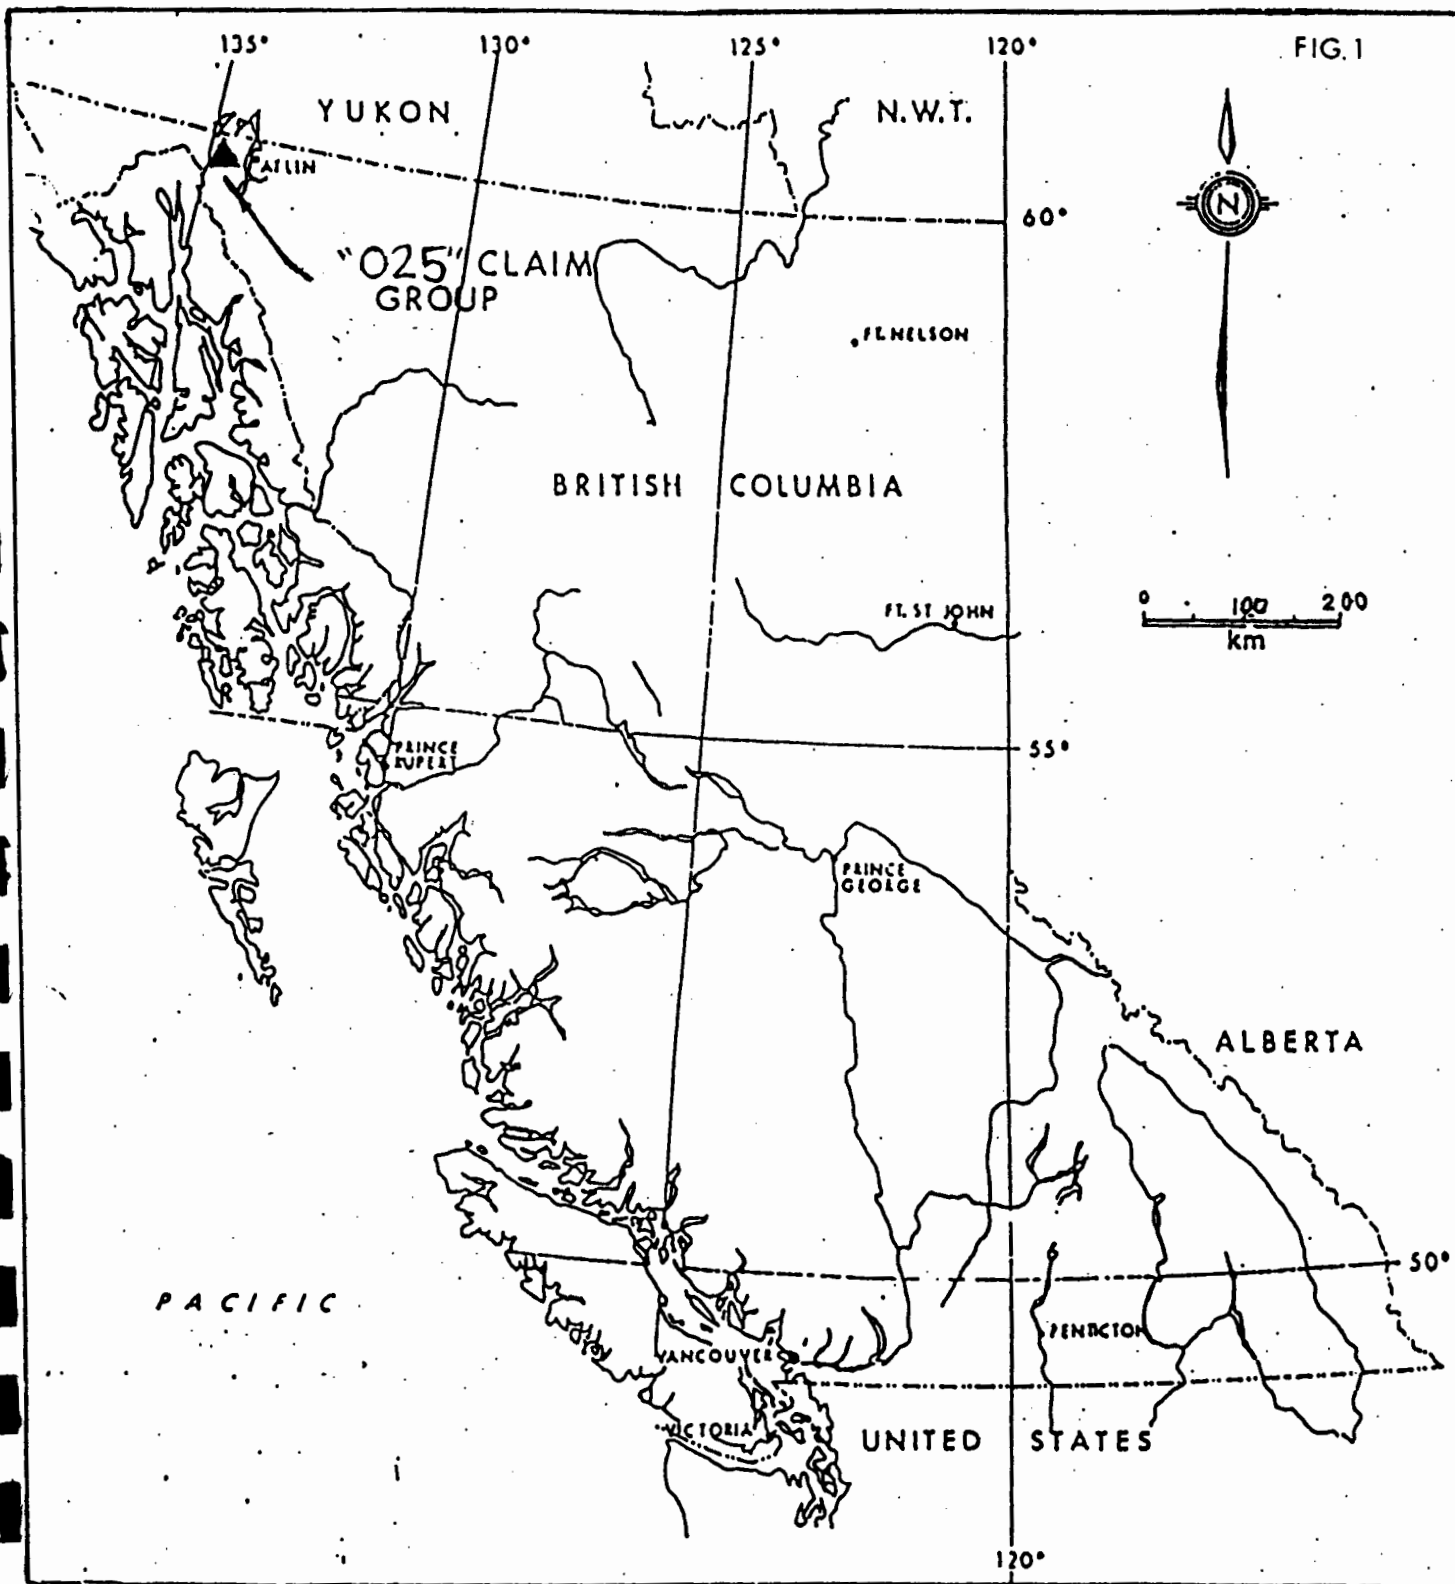 135°
130°
125°
120°
FIG. 1
YUKON
N.W.T.
ATLIN
N
60°
"025" CLAIM
GROUP
FT. NELSON
BRITISH COLUMBIA
FT. ST JOHN
0 100 200
km
55°
PRINCE
RUPERT
PRINCE
GEORGE
ALBERTA
50°
PACIFIC
PENTICTON
VANCOUVER
VICTORIA
UNITED STATES
120°